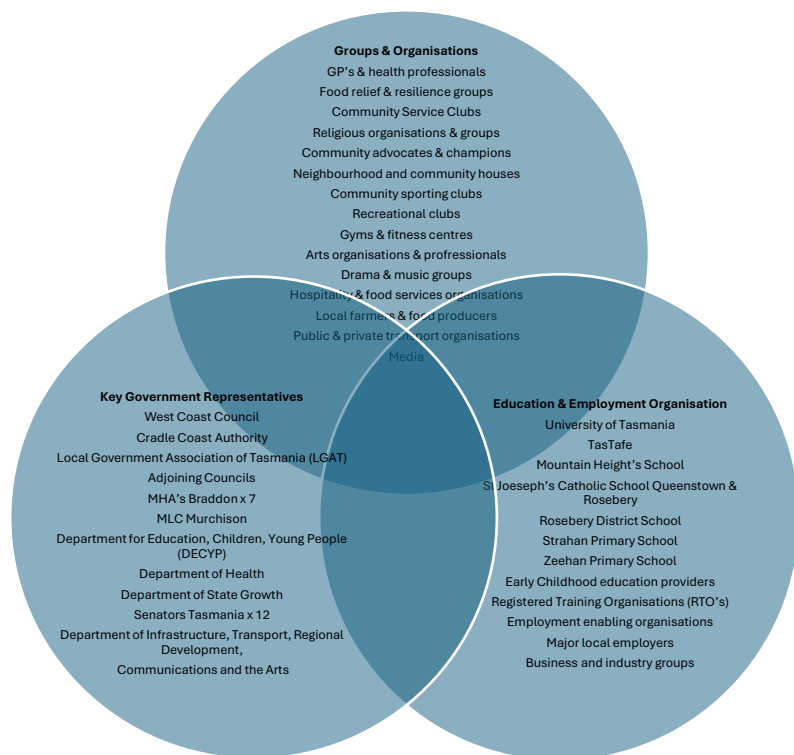 Groups & Organisations
GP's & health professionals
Food relief & resilience groups
Community Service Clubs
Religious organisations & groups
Community advocates & champions
Neighbourhood and community houses
Community sporting clubs
Recreational clubs
Gyms & fitness centres
Arts organisations & profressionals
Drama & music groups
Hospitality & food services organisations
Local farmers & food producers
Public & private transport organisations
Media
Key Government Representatives
West Coast Council
Cradle Coast Authority
Local Government Association of Tasmania (LGAT)
Adjoining Councils
MHA's Braddon x 7
MLC Murchison
Department for Education, Children, Young People
(DECYP)
Department of Health
Department of State Growth
Senators Tasmania x 12
Department of Infrastructure, Transport, Regional
Development,
Communications and the Arts
Education & Employment Organisation
University of Tasmania
TasTafe
Mountain Height's School
St Joeseph's Catholic School Queenstown &
Rosebery
Rosebery District School
Strahan Primary School
Zeehan Primary School
Early Childhood education providers
Registered Training Organisations (RTO's)
Employment enabling organisations
Major local employers
Business and industry groups